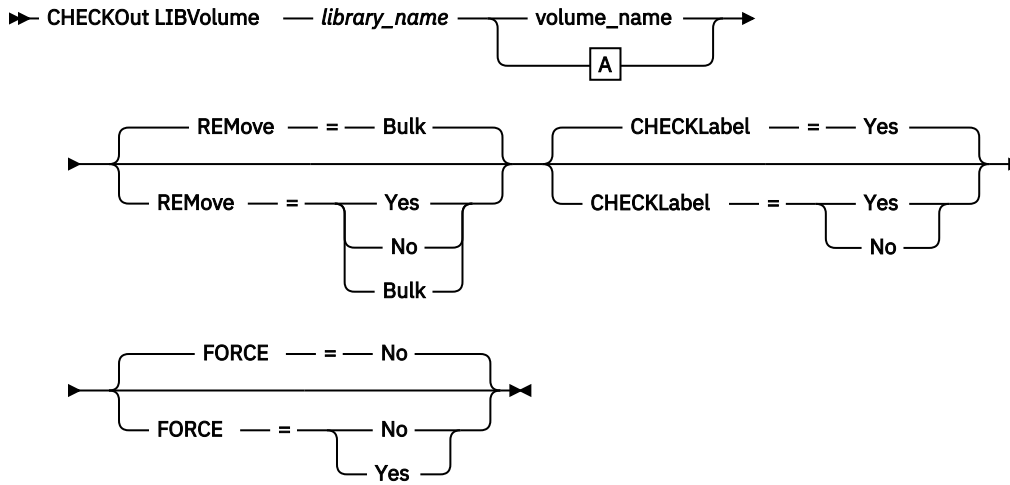 CHECKOut LIBVolume library_name volume_name
A
REMove = Bulk CHECKLabel = Yes
REMove = Yes CHECKLabel = Yes
No No
Bulk
FORCE = No
FORCE = No
Yes